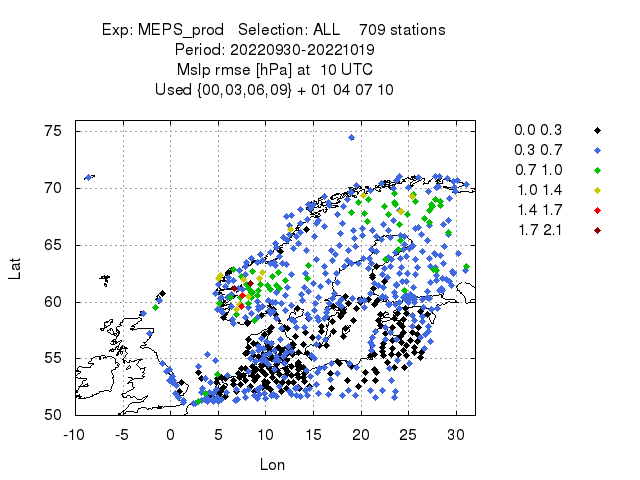 Exp: MEPS_prod   Selection: ALL    709 stations
Period: 20220930-20221019
Mslp rmse [hPa] at  10 UTC
Used {00,03,06,09} + 01 04 07 10
0.0 0.3
0.3 0.7
0.7 1.0
1.0 1.4
1.4 1.7
1.7 2.1
75
70
65
60
55
50
Lat
-10 -5 0 5 10 15 20 25 30
Lon